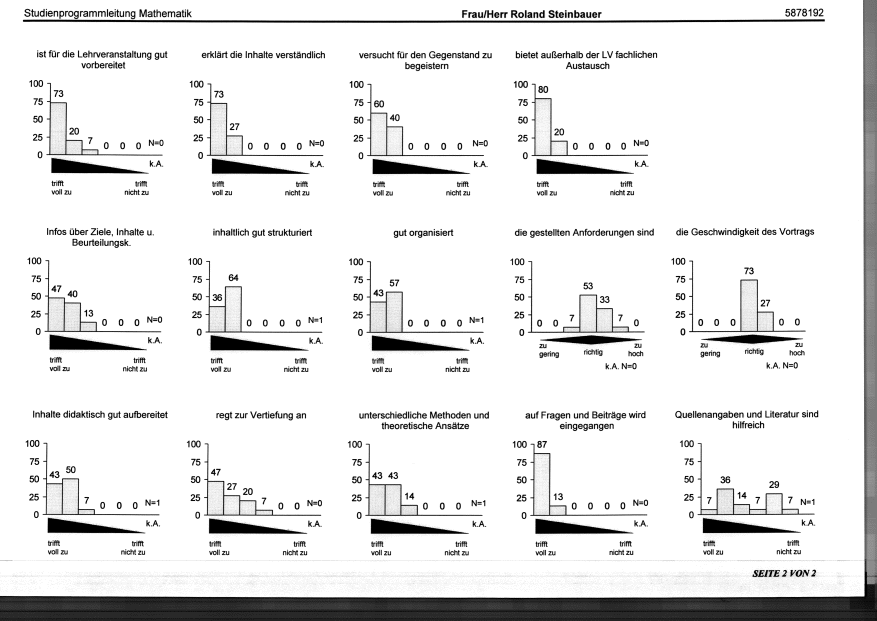 Studienprogrammleitung Mathematik Frau/Herr Roland Steinbauer 5878192
ist für die Lehrveranstaltung gut vorbereitet
100
75
50
25
0
73 20 7 0 0 0 N=0
k.A.
trifft voll zu
trifft nicht zu
erklärt die Inhalte verständlich
100
75
50
25
0
73 27 0 0 0 0 N=0
k.A.
trifft voll zu
trifft nicht zu
versucht für den Gegenstand zu begeistern
100
75
50
25
0
60 40 0 0 0 0 N=0
k.A.
trifft voll zu
trifft nicht zu
bietet außerhalb der LV fachlichen Austausch
100
75
50
25
0
80 20 0 0 0 0 N=0
k.A.
trifft voll zu
trifft nicht zu
Infos über Ziele, Inhalte u. Beurteilungsk.
100
75
50
25
0
47 40 13 0 0 0 N=0
k.A.
trifft voll zu
trifft nicht zu
inhaltlich gut strukturiert
100
75
50
25
0
36 64 0 0 0 0 N=1
k.A.
trifft voll zu
trifft nicht zu
gut organisiert
100
75
50
25
0
43 57 0 0 0 0 N=1
k.A.
trifft voll zu
trifft nicht zu
die gestellten Anforderungen sind
100
75
50
25
0
0 0 7 53 33 7 0
zu gering
richtig
zu hoch
k.A. N=0
die Geschwindigkeit des Vortrags
100
75
50
25
0
0 0 0 73 27 0 0
zu gering
richtig
zu hoch
k.A. N=0
Inhalte didaktisch gut aufbereitet
100
75
50
25
0
43 50 7 0 0 0 N=1
k.A.
trifft voll zu
trifft nicht zu
regt zur Vertiefung an
100
75
50
25
0
47 27 20 7 0 0 N=0
k.A.
trifft voll zu
trifft nicht zu
unterschiedliche Methoden und theoretische Ansätze
100
75
50
25
0
43 43 14 0 0 0 N=1
k.A.
trifft voll zu
trifft nicht zu
auf Fragen und Beiträge wird eingegangen
100
75
50
25
0
87 13 0 0 0 0 N=0
k.A.
trifft voll zu
trifft nicht zu
Quellenangaben und Literatur sind hilfreich
100
75
50
25
0
7 36 14 7 29 7 N=1
k.A.
trifft voll zu
trifft nicht zu
SEITE 2 VON 2